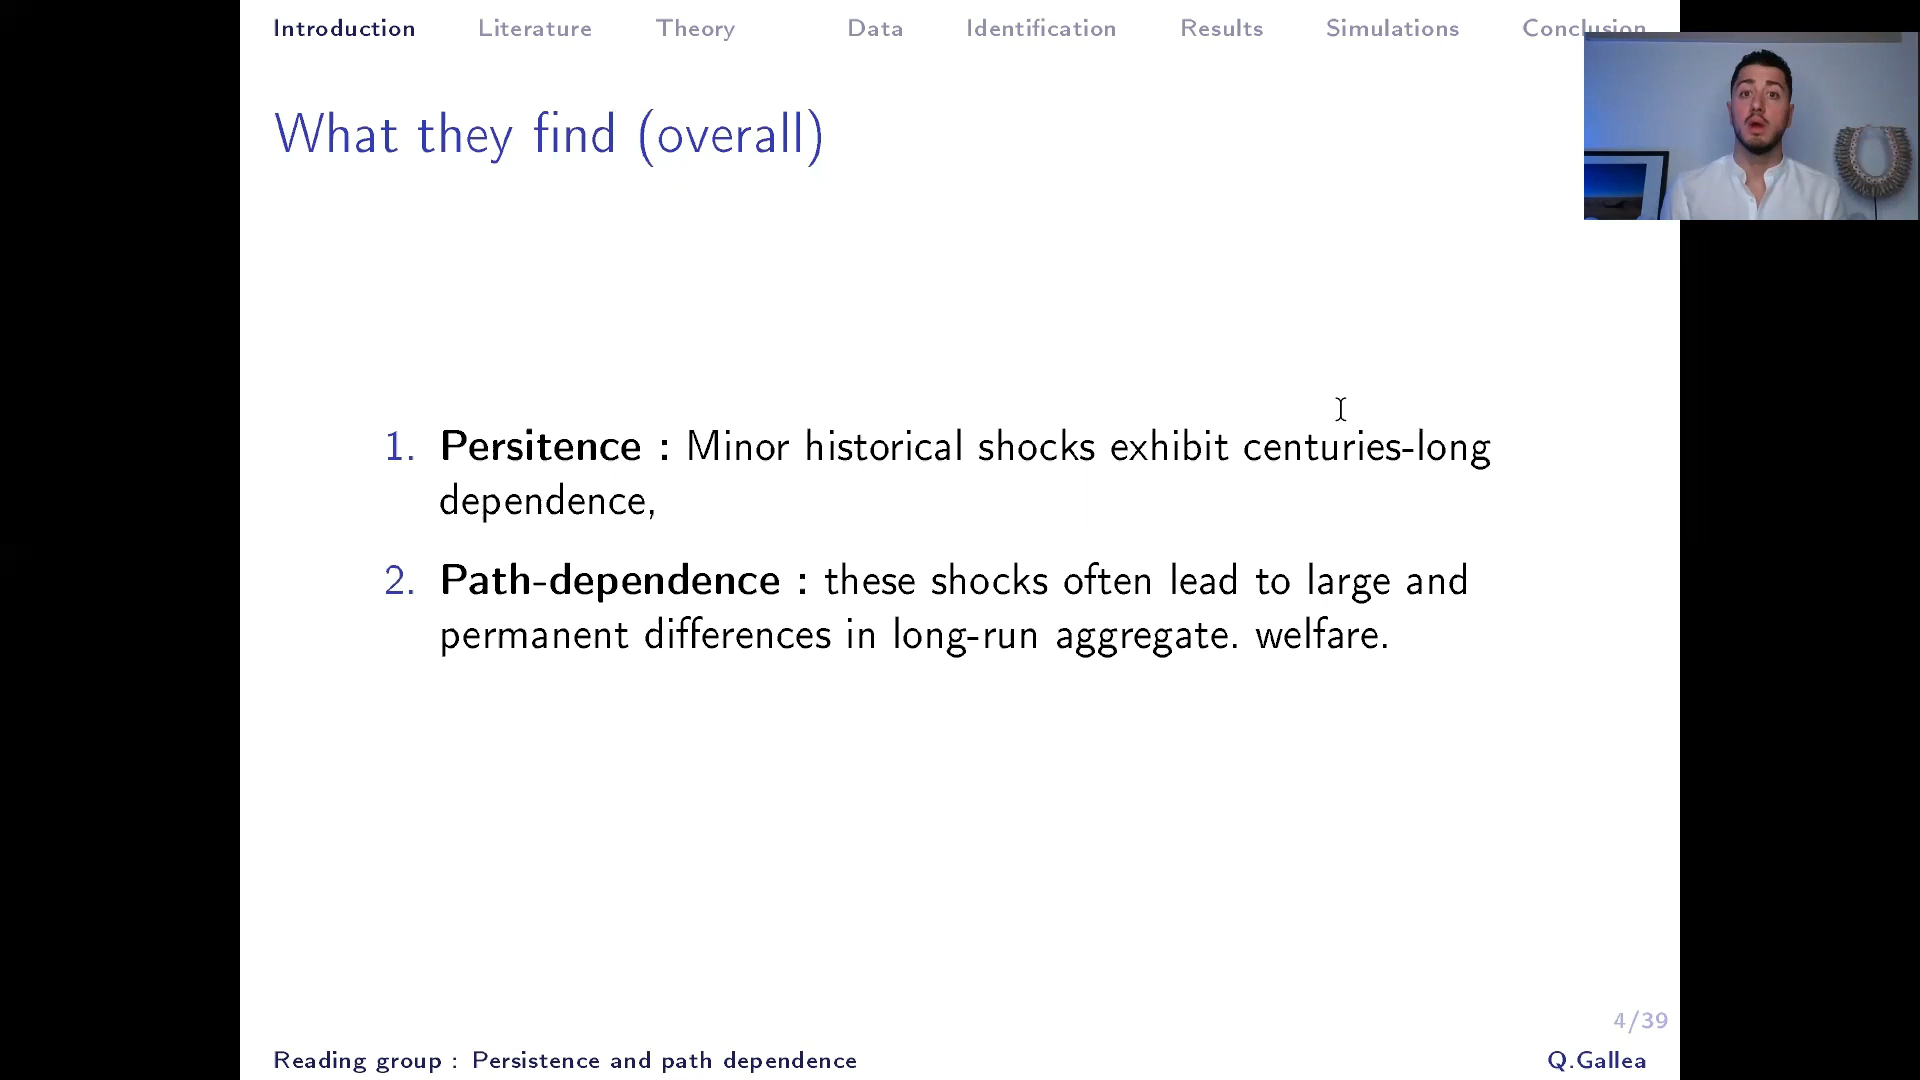 Introduction Literature Theory Data Identification Results Simulations Conclusion
What they find (overall)
1. Persitence : Minor historical shocks exhibit centuries-long
dependence,
2. Path-dependence : these shocks often lead to large and
permanent differences in long-run aggregate. welfare.
4/39
Reading group : Persistence and path dependence Q.Gallea